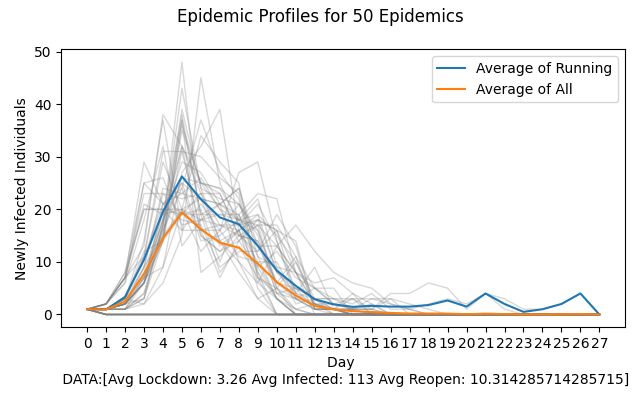 Epidemic Profiles for 50 Epidemics
Average of Running
Average of All
Newly Infected Individuals
50
40
30
20
10
0
0 1 2 3 4 5 6 7 8 9 10 11 12 13 14 15 16 17 18 19 20 21 22 23 24 25 26 27
Day
DATA:[Avg Lockdown: 3.26 Avg Infected: 113 Avg Reopen: 10.314285714285715]